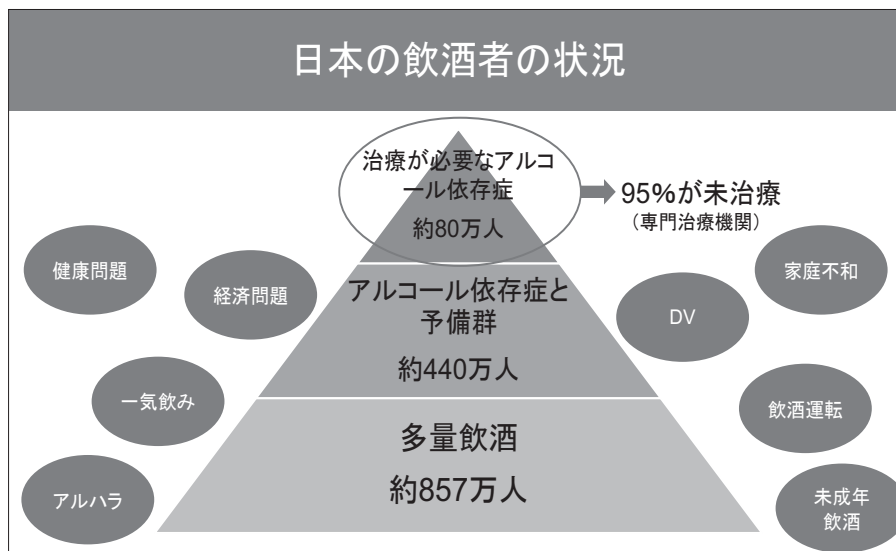 日本の飲酒者の状況
治療が必要なアルコ
ール依存症
約80万人
95%が未治療
（専門治療機関）
健康問題
経済問題
家庭不和
DV
アルコール依存症と
予備群
約440万人
一気飲み
飲酒運転
多量飲酒
約857万人
アルハラ
未成年
飲酒